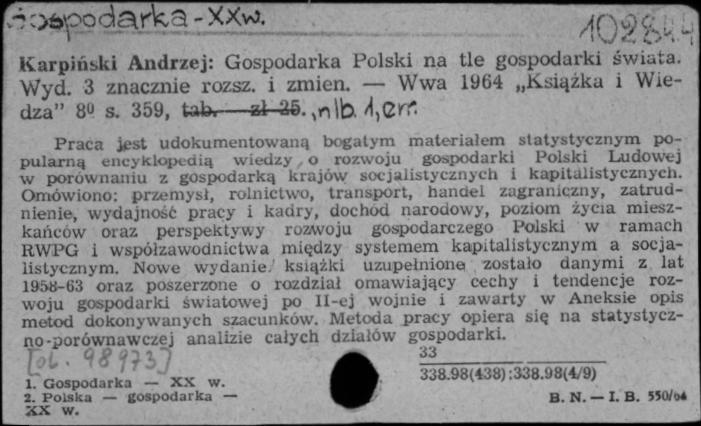 Gospodarka - XXw.
102844
Karpiński Andrzej: Gospodarka Polski na tle gospodarki świata.
Wyd. 3 znacznie rozsz. i zmien. — Wwa 1964 „Książka i Wie-
dza” 8⁰ s. 359, tab. zł 25. , nlb. 1, err.
Praca jest udokumentowaną bogatym materiałem statystycznym po-
pularną encyklopedią wiedzy o rozwoju gospodarki Polski Ludowej
w porównaniu z gospodarką krajów socjalistycznych i kapitalistycznych.
Omówiono: przemysł, rolnictwo, transport, handel zagraniczny, zatrud-
nienie, wydajność pracy i kadry, dochód narodowy, poziom życia miesz-
kańców oraz perspektywy rozwoju gospodarczego Polski w ramach
RWPG i współzawodnictwa między systemem kapitalistycznym a socja-
listycznym. Nowe wydanie książki uzupełnione zostało danymi z lat
1958-63 oraz poszerzone o rozdział omawiający cechy i tendencje roz-
woju gospodarki światowej po II-ej wojnie i zawarty w Aneksie opis
metod dokonywanych szacunków. Metoda pracy opiera się na statystycz-
no-porównawczej analizie całych działów gospodarki.
[ob. 98973]
33
338.98(438):338.98(4/9)
1. Gospodarka — XX w.
2. Polska — gospodarka —
XX w.
B. N. — I. B. 550/64